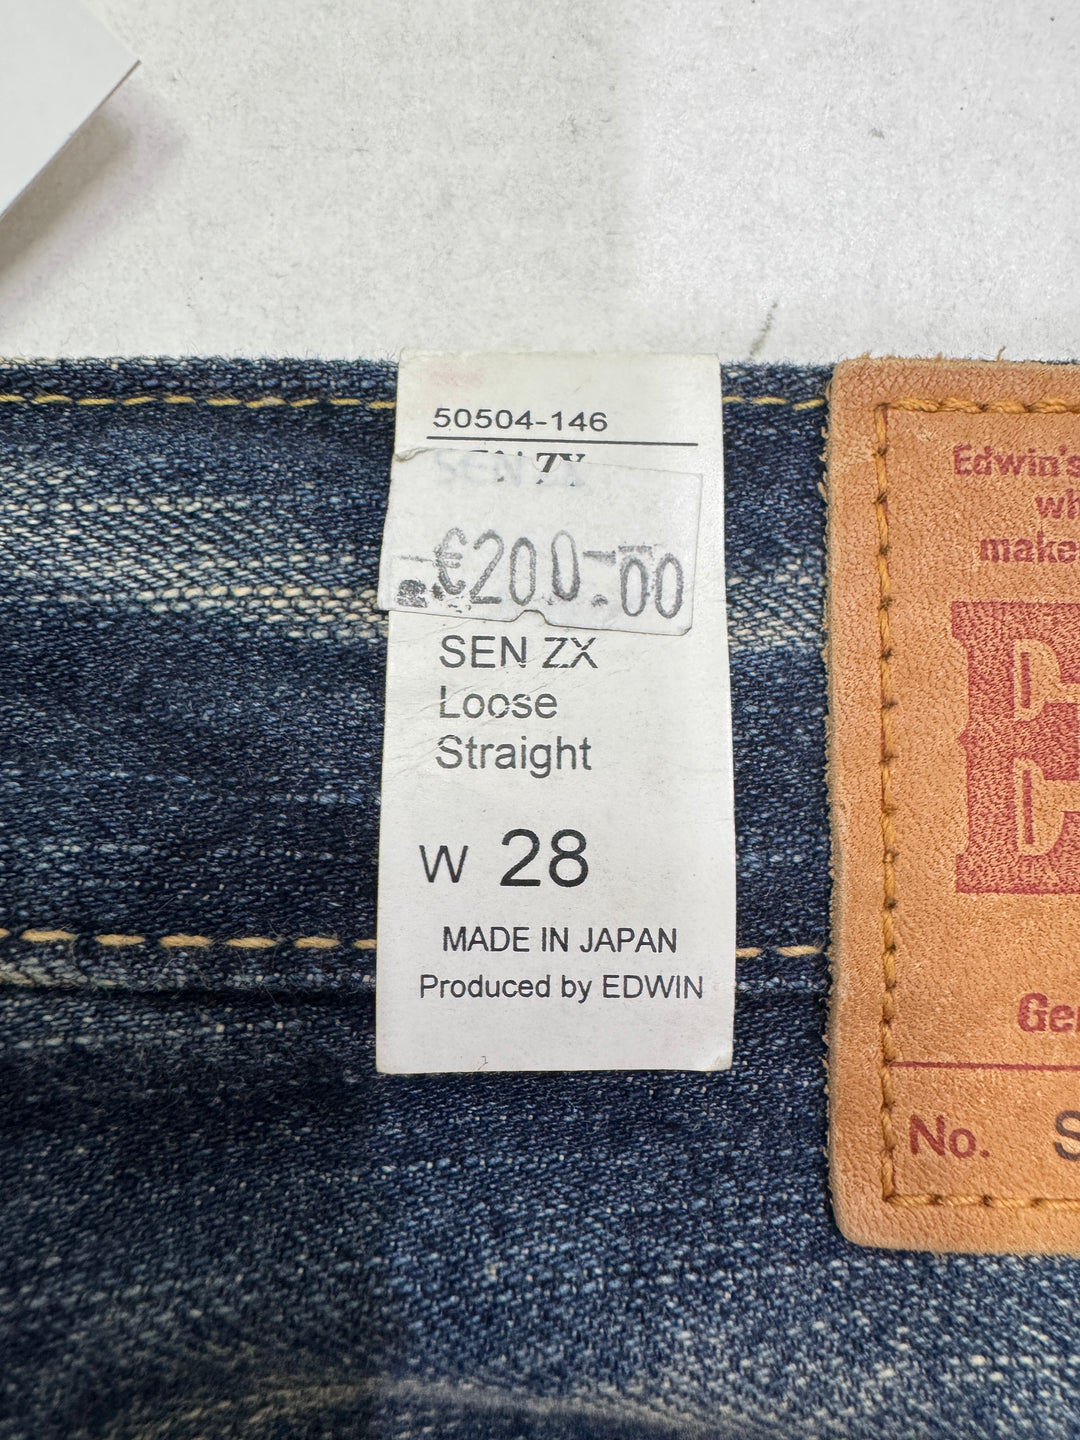 50504-146
SEN ZX
€200.00
SEN ZX
Loose
Straight
W 28
MADE IN JAPAN
Produced by EDWIN
Edwin's
wh
make
E
Ge
No. S